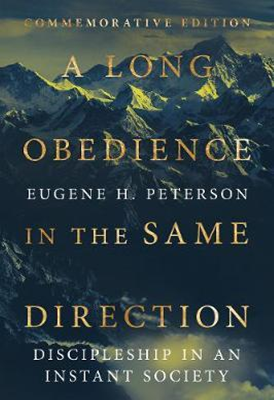 COMMEMORATIVE EDITION
A LONG
OBEDIENCE
EUGENE H. PETERSON
IN THE SAME
DIRECTION
DISCIPLESHIP IN AN
INSTANT SOCIETY